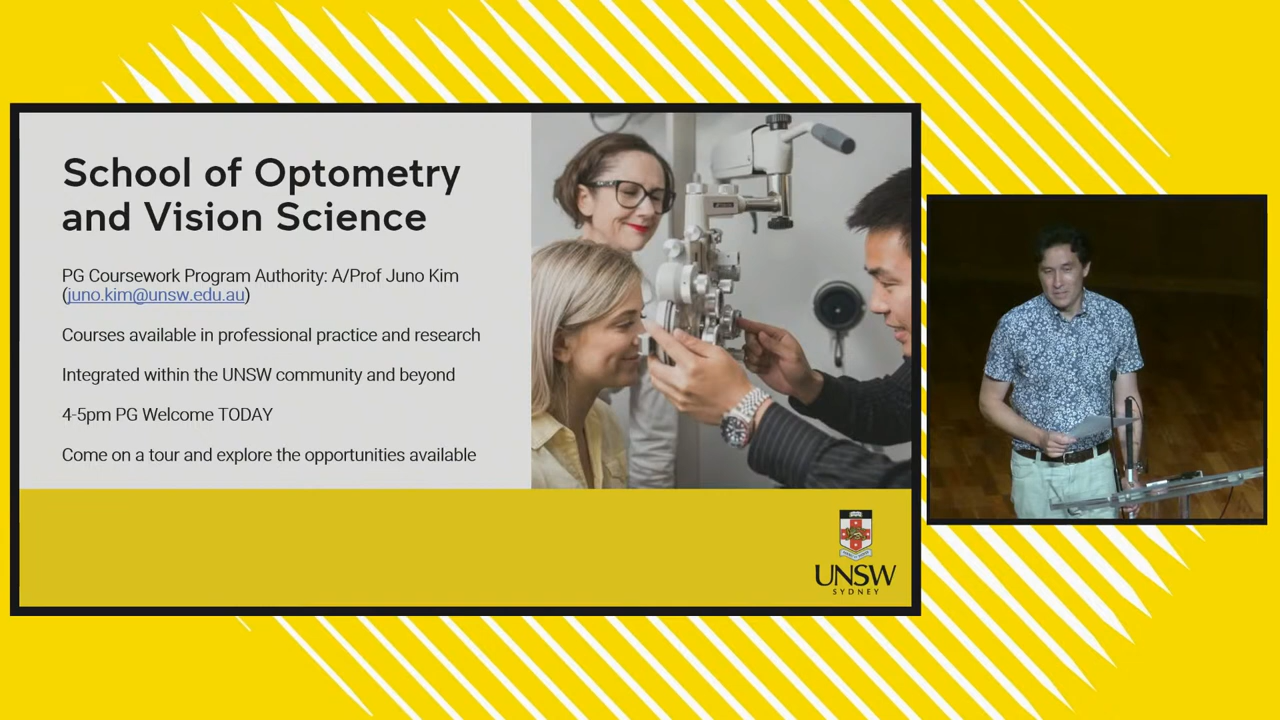 School of Optometry
and Vision Science
PG Coursework Program Authority: A/Prof Juno Kim
(juno.kim@unsw.edu.au)
Courses available in professional practice and research
Integrated within the UNSW community and beyond
4-5pm PG Welcome TODAY
Come on a tour and explore the opportunities available
UNSW
SYDNEY